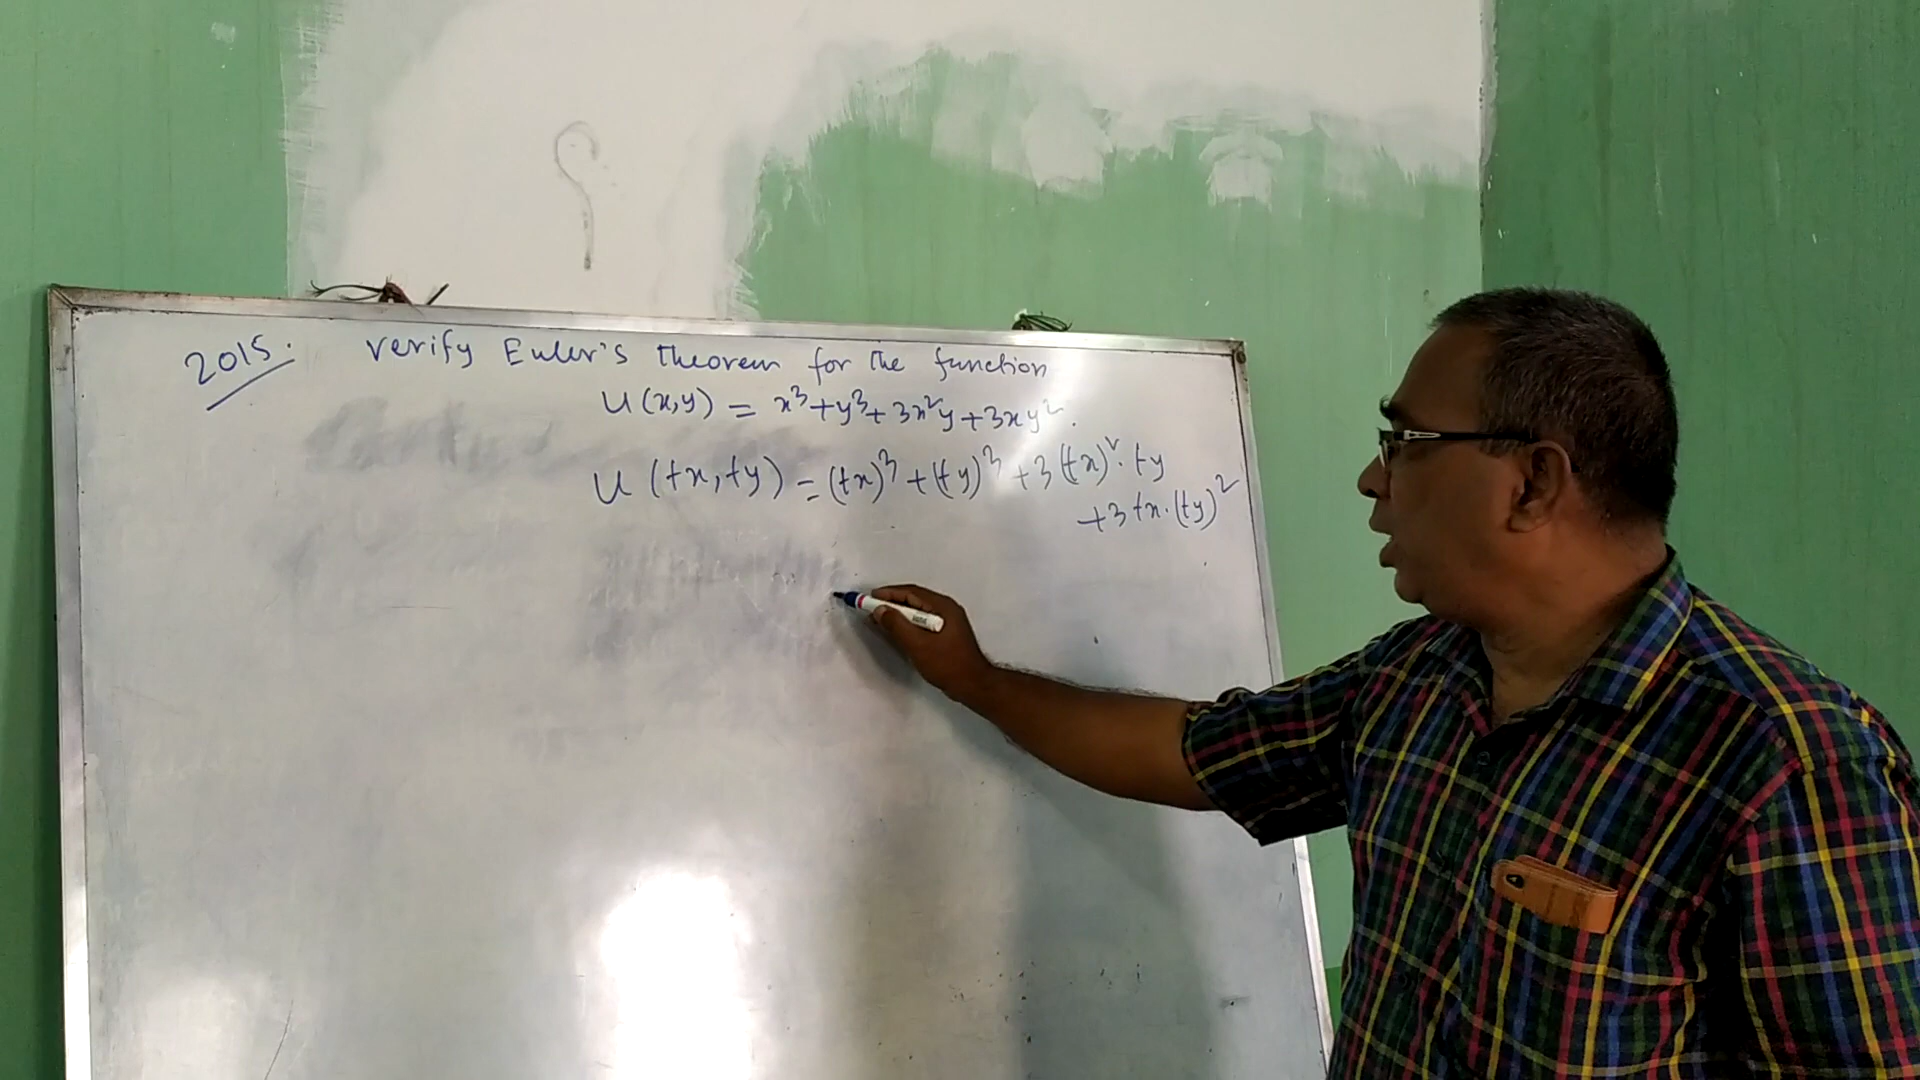 2015. Verify Euler's theorem for the function
u(x,y) = x³+y³+3x²y+3xy².
u(tx,ty) = (tx)³+(ty)³+3(tx)².ty
+3tx.(ty)²